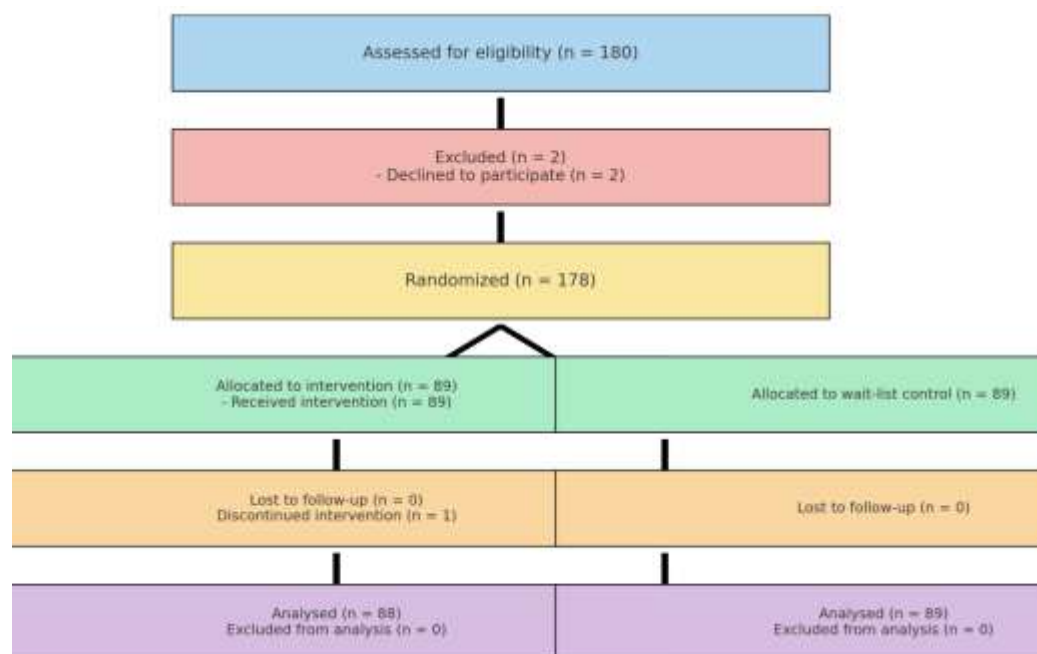 Assessed for eligibility (n = 180)
Excluded (n = 2)
- Declined to participate (n = 2)
Randomized (n = 178)
Allocated to intervention (n = 89)
- Received intervention (n = 89)
Allocated to wait-list control (n = 89)
Lost to follow-up (n = 0)
Discontinued intervention (n = 1)
Lost to follow-up (n = 0)
Analysed (n = 88)
Excluded from analysis (n = 0)
Analysed (n = 89)
Excluded from analysis (n = 0)